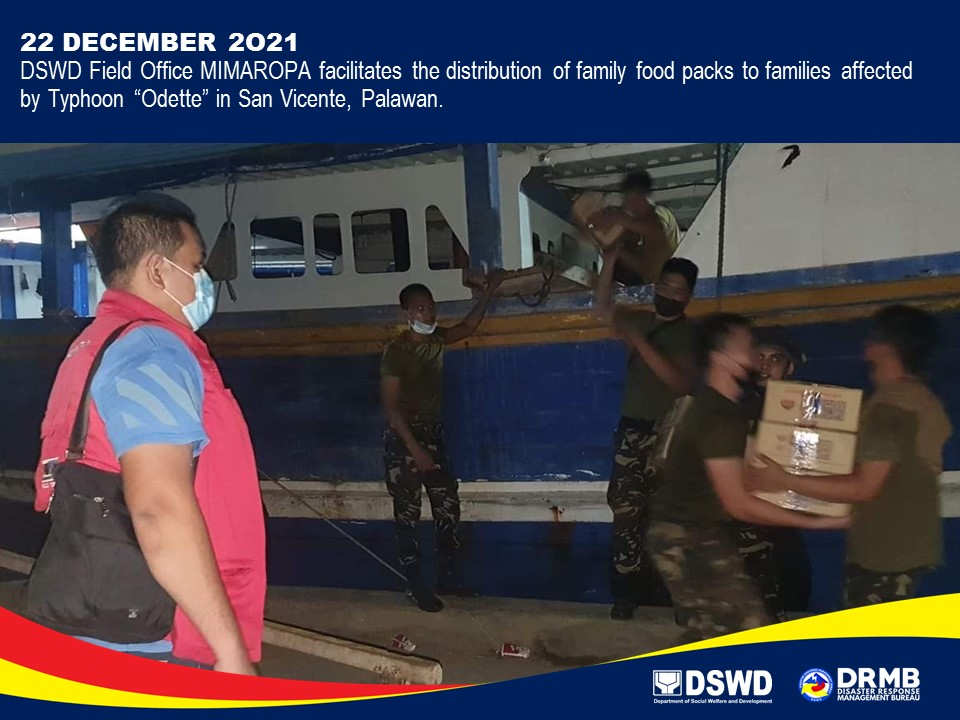 22 DECEMBER 2021
DSWD Field Office MIMAROPA facilitates the distribution of family food packs to families affected
by Typhoon “Odette” in San Vicente, Palawan.
DSWD
Department of Social Welfare and Development
DRMB
DISASTER RESPONSE
MANAGEMENT BUREAU